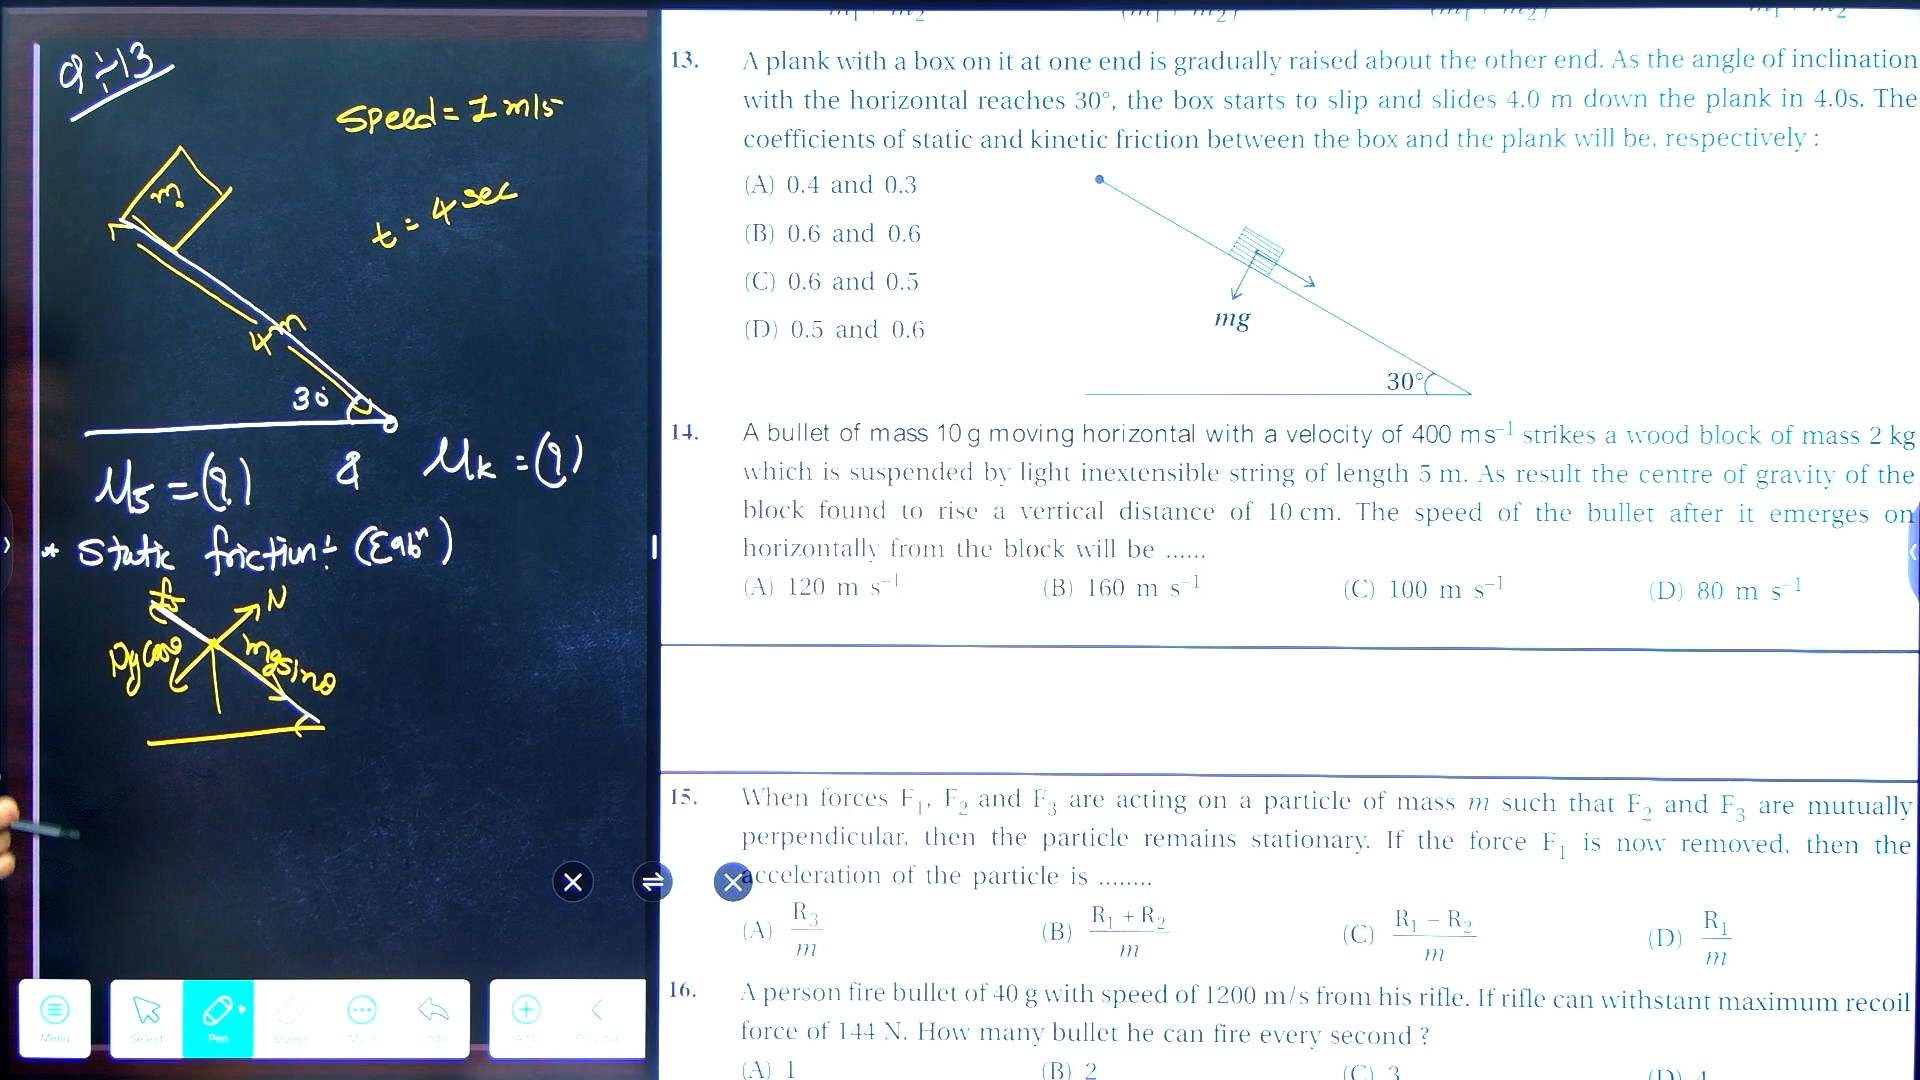 Q÷13
Speed = 1 m/s
t = 4 sec
m
4m
30°
μs = (?) & μk = (?)
* Static friction÷ (Eqbⁿ)
fs
N
mgcosθ
mgsinθ
13. A plank with a box on it at one end is gradually raised about the other end. As the angle of inclination
with the horizontal reaches 30°, the box starts to slip and slides 4.0 m down the plank in 4.0s. The
coefficients of static and kinetic friction between the box and the plank will be, respectively :
(A) 0.4 and 0.3
(B) 0.6 and 0.6
(C) 0.6 and 0.5
(D) 0.5 and 0.6
mg
30°
14. A bullet of mass 10 g moving horizontal with a velocity of 400 ms⁻¹ strikes a wood block of mass 2 kg
which is suspended by light inextensible string of length 5 m. As result the centre of gravity of the
block found to rise a vertical distance of 10 cm. The speed of the bullet after it emerges on
horizontally from the block will be ......
(A) 120 m s⁻¹ (B) 160 m s⁻¹ (C) 100 m s⁻¹ (D) 80 m s⁻¹
15. When forces F₁, F₂ and F₃ are acting on a particle of mass m such that F₂ and F₃ are mutually
perpendicular, then the particle remains stationary. If the force F₁ is now removed, then the
acceleration of the particle is ........
(A) R₃/m (B) (R₁ + R₂)/m (C) (R₁ − R₂)/m (D) R₁/m
16. A person fire bullet of 40 g with speed of 1200 m/s from his rifle. If rifle can withstant maximum recoil
force of 144 N. How many bullet he can fire every second ?
(A) 1 (B) 2 (C) 3 (D)
Menu Select Pen Eraser More Undo Add Previous